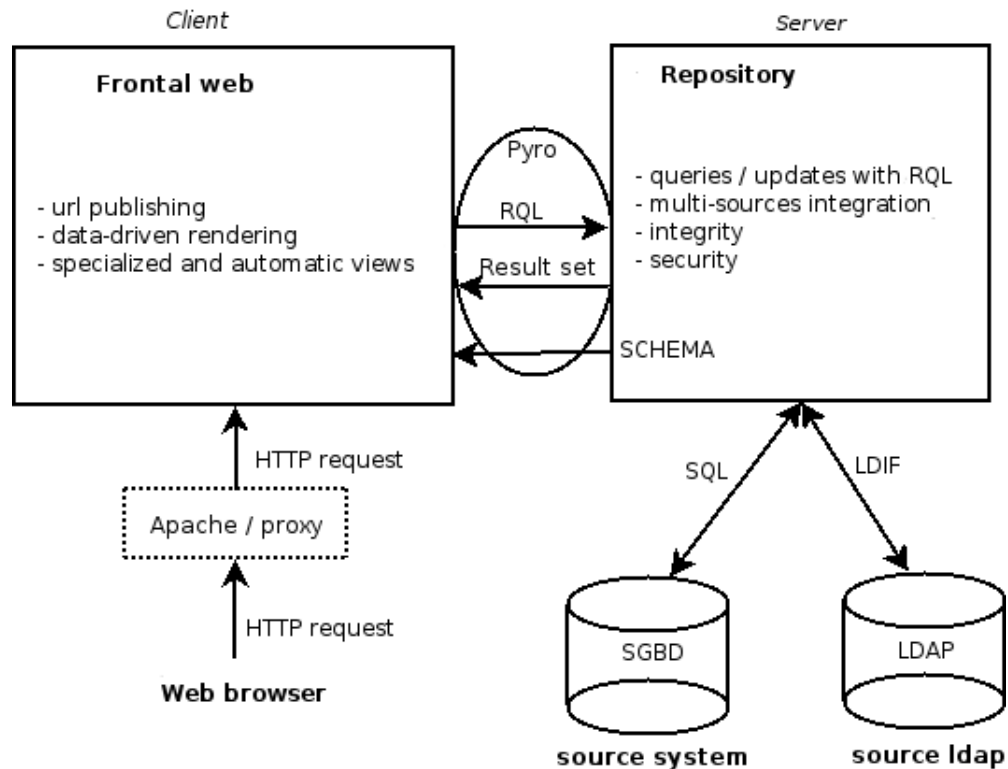 Client
Server
Frontal web
Repository
- url publishing
- data-driven rendering
- specialized and automatic views
Pyro
RQL
Result set
- queries / updates with RQL
- multi-sources integration
- integrity
- security
SCHEMA
HTTP request
Apache / proxy
HTTP request
Web browser
SQL
LDIF
SGBD
LDAP
source system
source ldap